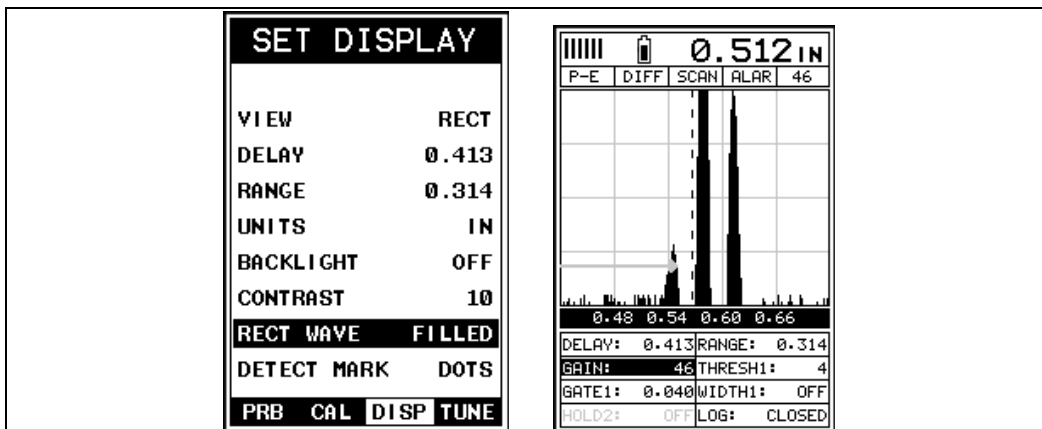 SET DISPLAY
VIEW RECT
DELAY 0.413
RANGE 0.314
UNITS IN
BACKLIGHT OFF
CONTRAST 10
RECT WAVE FILLED
DETECT MARK DOTS
PRB CAL DISP TUNE
0.512 IN
P-E DIFF SCAN ALAR 46
0.48 0.54 0.60 0.66
DELAY: 0.413 RANGE: 0.314
GAIN: 46 THRESH1: 4
GATE1: 0.040 WIDTH1: OFF
HOLD2: OFF LOG: CLOSED